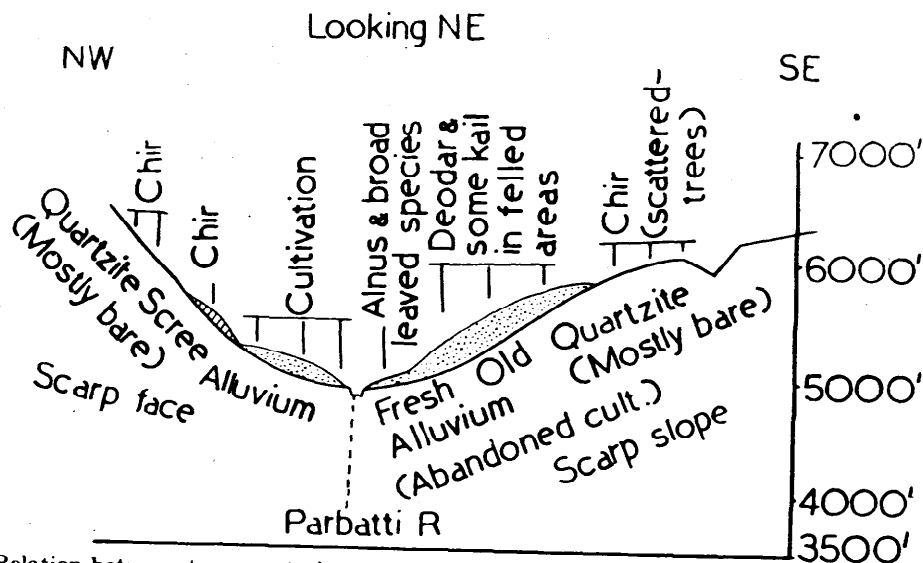 Looking NE
NW
SE
Chir
Chir
Cultivation
Alnus & broad
leaved species
Deodar &
some kail
in felled
areas
Chir
(scattered-
trees)
7000'
6000'
5000'
4000'
3500'
Quartzite Scree Alluvium
(Mostly bare)
Scarp face
Fresh Old Quartzite
Alluvium (Mostly bare)
(Abandoned cult.)
Scarp slope
Parbatti R